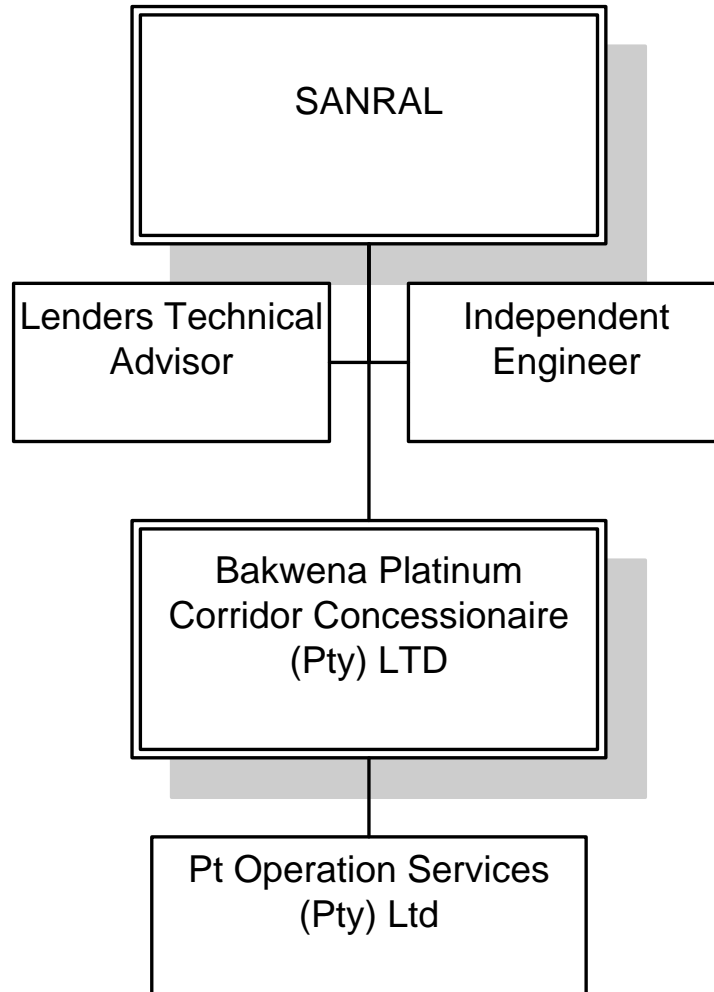 SANRAL
Lenders Technical
Advisor
Independent
Engineer
Bakwena Platinum
Corridor Concessionaire
(Pty) LTD
Pt Operation Services
(Pty) Ltd